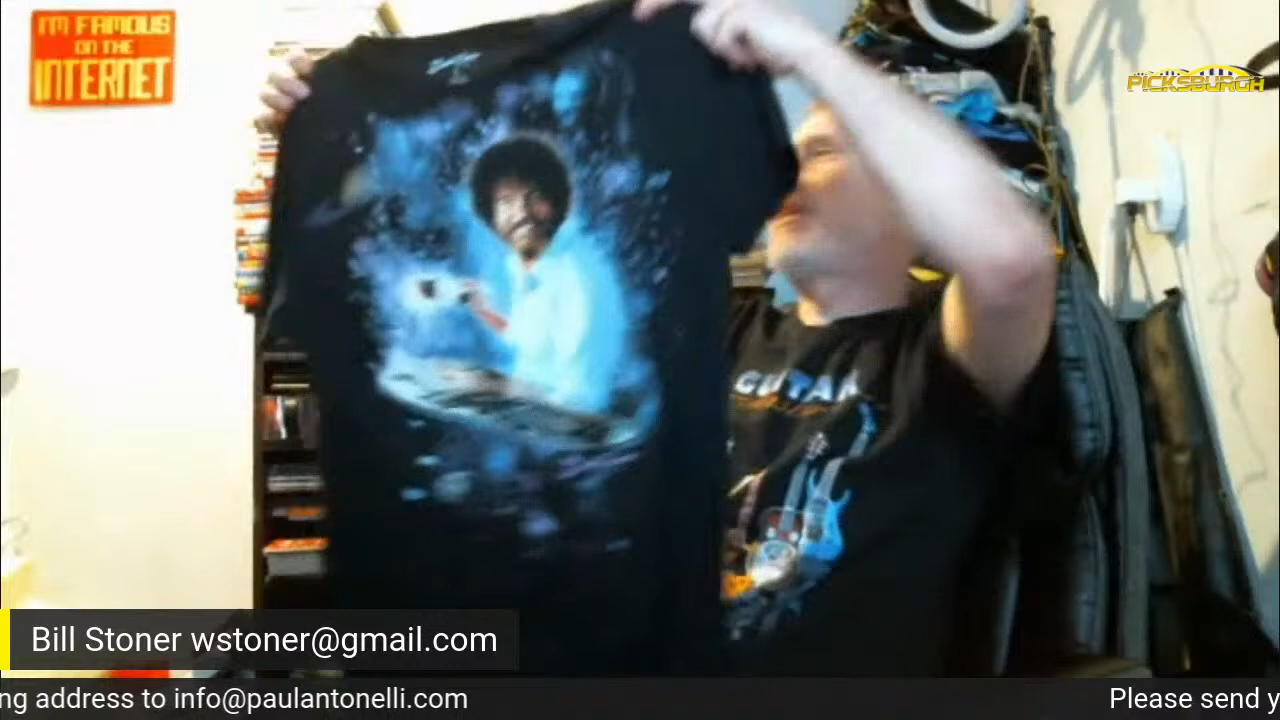 I'M FAMOUS
ON THE
INTERNET
PICKSBURGH
GUITAR
Bill Stoner wstoner@gmail.com
ng address to info@paulantonelli.com
Please send y